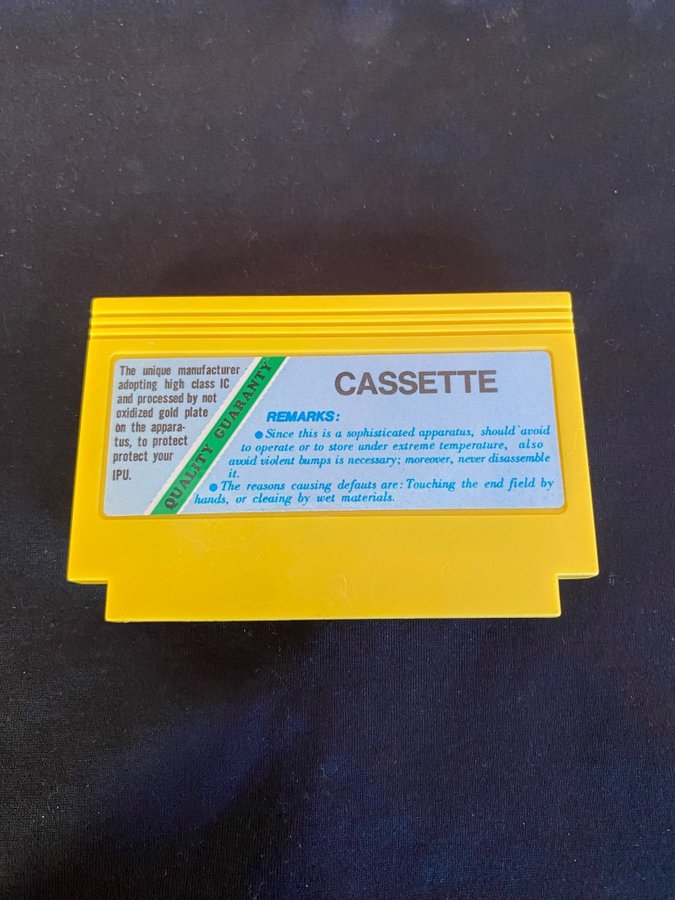 The unique manufacturer
adopting high class IC
and processed by not
oxidized gold plate
on the appara-
tus, to protect
protect your
IPU.
QUALITY GUARANTY
CASSETTE
REMARKS:
● Since this is a sophisticated apparatus, should avoid
to operate or to store under extreme temperature, also
avoid violent bumps is necessary; moreover, never disassemble
it.
● The reasons causing defauts are: Touching the end field by
hands, or cleaing by wet materials.